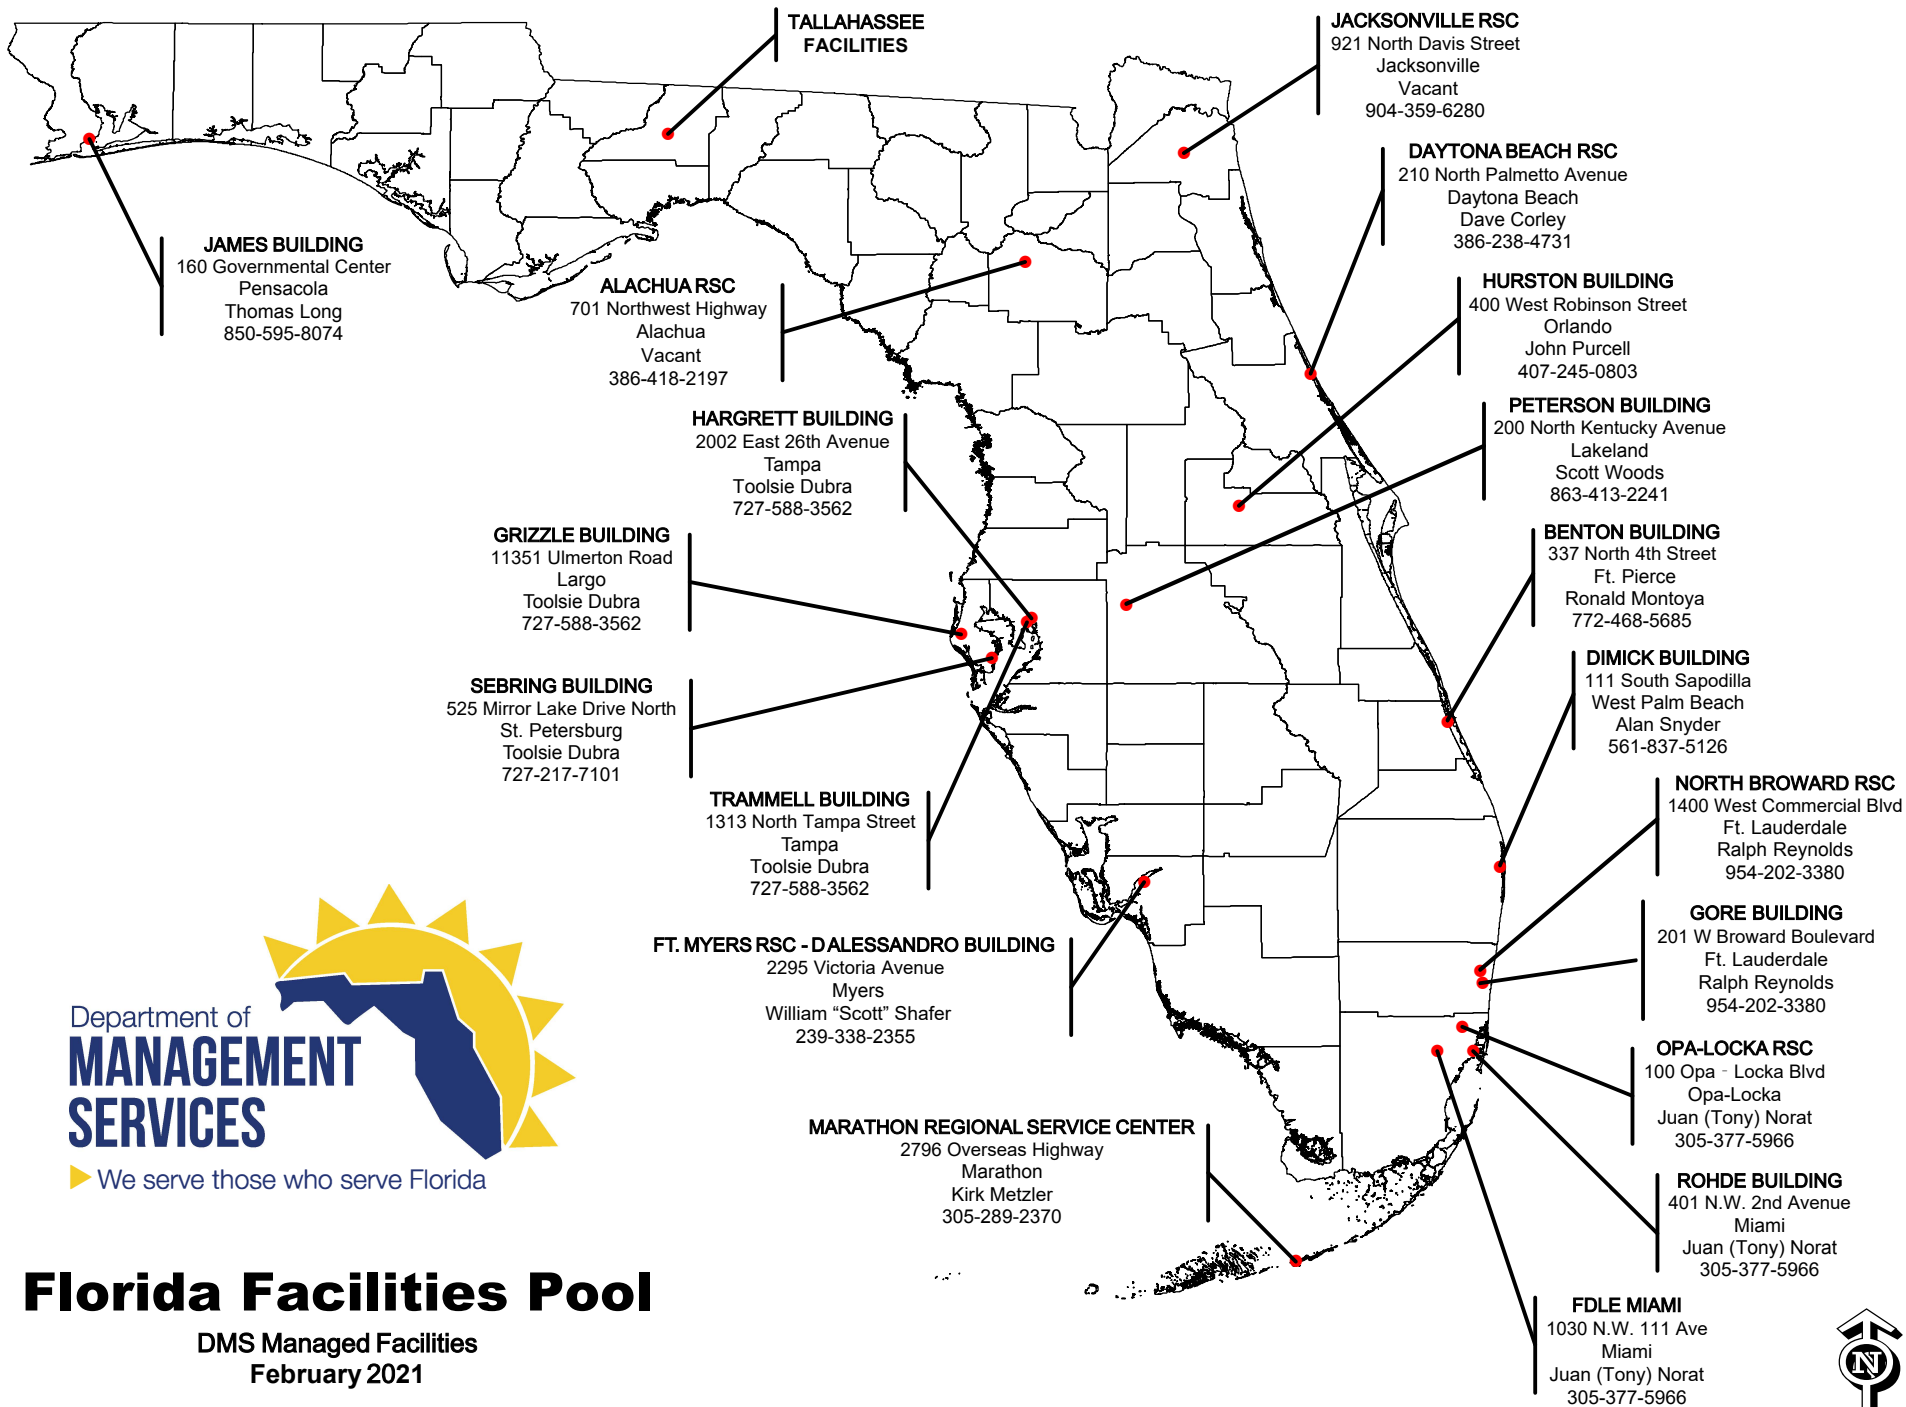 TALLAHASSEE
FACILITIES
JACKSONVILLE RSC
921 North Davis Street
Jacksonville
Vacant
904-359-6280
DAYTONA BEACH RSC
210 North Palmetto Avenue
Daytona Beach
Dave Corley
386-238-4731
JAMES BUILDING
160 Governmental Center
Pensacola
Thomas Long
850-595-8074
ALACHUA RSC
701 Northwest Highway
Alachua
Vacant
386-418-2197
HURSTON BUILDING
400 West Robinson Street
Orlando
John Purcell
407-245-0803
HARGRETT BUILDING
2002 East 26th Avenue
Tampa
Toolsie Dubra
727-588-3562
PETERSON BUILDING
200 North Kentucky Avenue
Lakeland
Scott Woods
863-413-2241
GRIZZLE BUILDING
11351 Ulmerton Road
Largo
Toolsie Dubra
727-588-3562
BENTON BUILDING
337 North 4th Street
Ft. Pierce
Ronald Montoya
772-468-5685
SEBRING BUILDING
525 Mirror Lake Drive North
St. Petersburg
Toolsie Dubra
727-217-7101
DIMICK BUILDING
111 South Sapodilla
West Palm Beach
Alan Snyder
561-837-5126
TRAMMELL BUILDING
1313 North Tampa Street
Tampa
Toolsie Dubra
727-588-3562
NORTH BROWARD RSC
1400 West Commercial Blvd
Ft. Lauderdale
Ralph Reynolds
954-202-3380
FT. MYERS RSC - DALESSANDRO BUILDING
2295 Victoria Avenue
Myers
William “Scott” Shafer
239-338-2355
GORE BUILDING
201 W Broward Boulevard
Ft. Lauderdale
Ralph Reynolds
954-202-3380
OPA-LOCKA RSC
100 Opa - Locka Blvd
Opa-Locka
Juan (Tony) Norat
305-377-5966
MARATHON REGIONAL SERVICE CENTER
2796 Overseas Highway
Marathon
Kirk Metzler
305-289-2370
ROHDE BUILDING
401 N.W. 2nd Avenue
Miami
Juan (Tony) Norat
305-377-5966
FDLE MIAMI
1030 N.W. 111 Ave
Miami
Juan (Tony) Norat
305-377-5966
Department of
MANAGEMENT
SERVICES
We serve those who serve Florida
Florida Facilities Pool
DMS Managed Facilities
February 2021
N